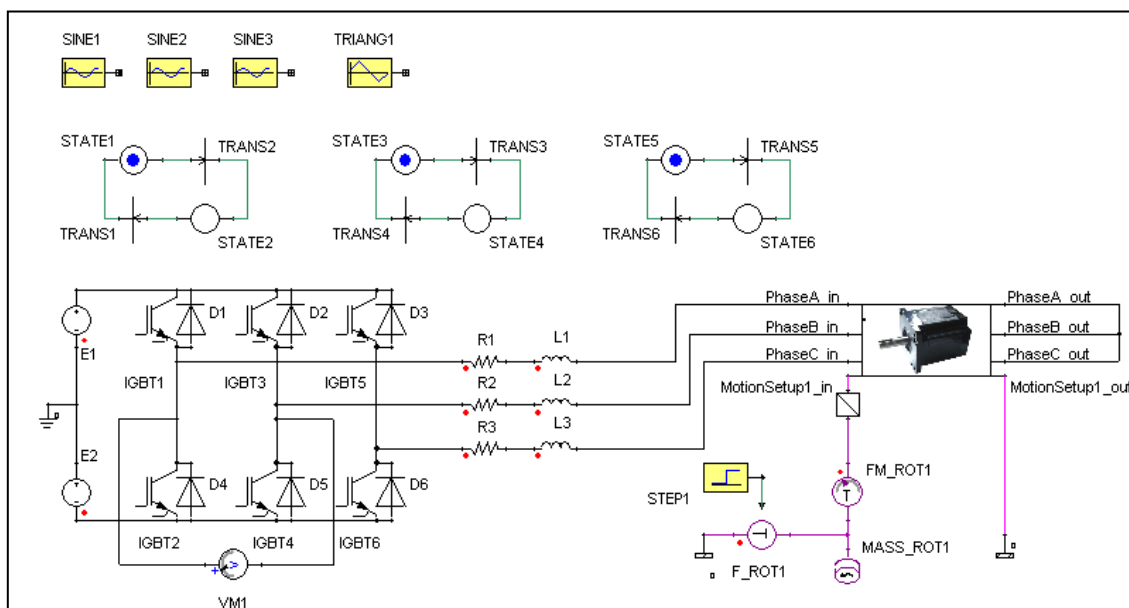 SINE1 SINE2 SINE3 TRIANG1
STATE1 TRANS2 STATE3 TRANS3 STATE5 TRANS5
TRANS1 STATE2 TRANS4 STATE4 TRANS6 STATE6
D1 D2 D3
PhaseA_in PhaseA_out
PhaseB_in PhaseB_out
PhaseC_in PhaseC_out
R1 L1
E1
IGBT1 IGBT3 IGBT5
MotionSetup1_in MotionSetup1_out
R2 L2
R3 L3
E2
D4 D5 D6
FM_ROT1
T
STEP1
IGBT2 IGBT4 IGBT6
T
MASS_ROT1
F_ROT1
+ V
VM1